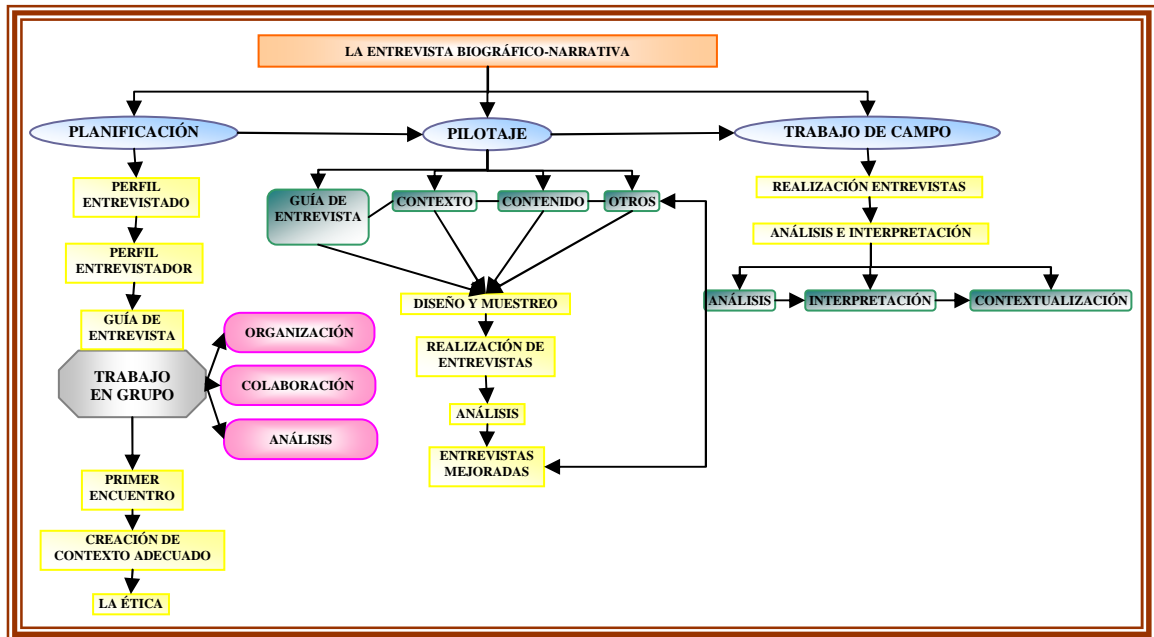 LA ENTREVISTA BIOGRÁFICO-NARRATIVA
PLANIFICACIÓN
PILOTAJE
TRABAJO DE CAMPO
PERFIL
ENTREVISTADO
PERFIL
ENTREVISTADOR
GUÍA DE
ENTREVISTA
TRABAJO
EN GRUPO
ORGANIZACIÓN
COLABORACIÓN
ANÁLISIS
PRIMER
ENCUENTRO
CREACIÓN DE
CONTEXTO ADECUADO
LA ÉTICA
GUÍA DE
ENTREVISTA
CONTEXTO
CONTENIDO
OTROS
DISEÑO Y MUESTREO
REALIZACIÓN DE
ENTREVISTAS
ANÁLISIS
ENTREVISTAS
MEJORADAS
REALIZACIÓN ENTREVISTAS
ANÁLISIS E INTERPRETACIÓN
ANÁLISIS
INTERPRETACIÓN
CONTEXTUALIZACIÓN